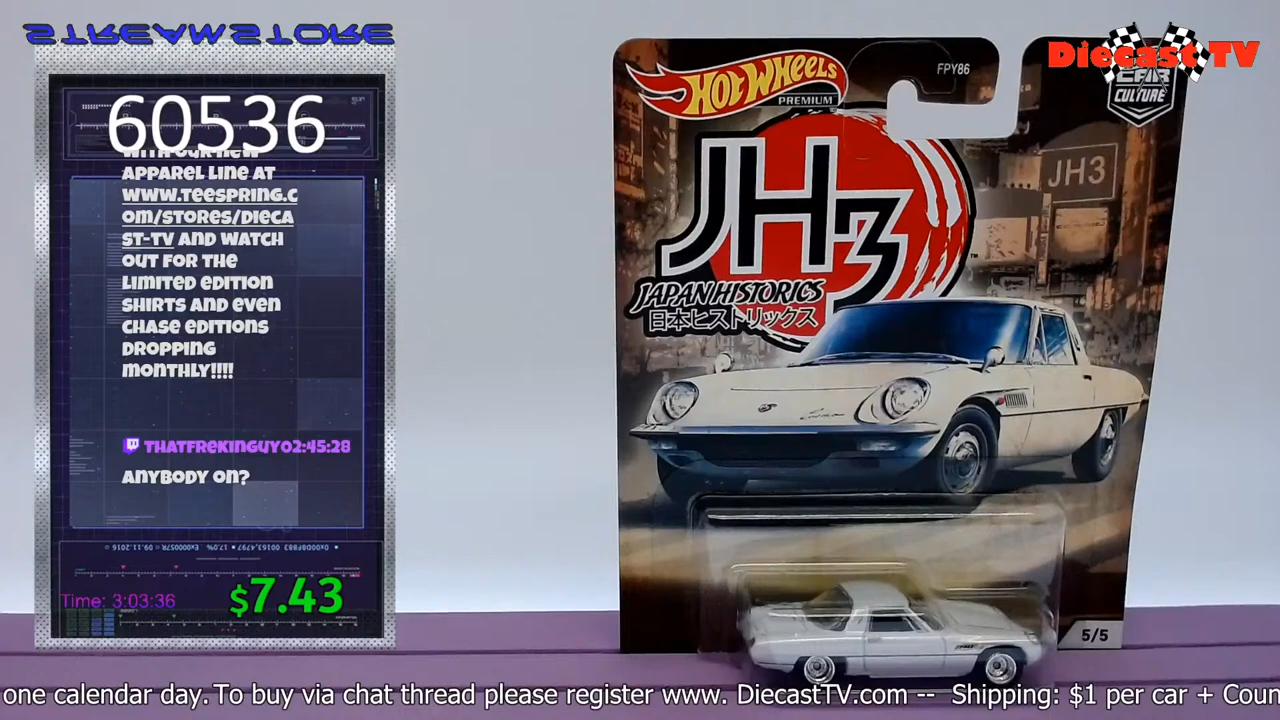 STREAMSTORE
60536
WITH OUR NEW
APPAREL LINE AT
WWW.TEESPRING.C
OM/STORES/DIECA
ST-TV AND WATCH
OUT FOR THE
LIMITED EDITION
SHIRTS AND EVEN
CHASE EDITIONS
DROPPING
MONTHLY!!!!
THATFREKINGUY02:45:28
ANYBODY ON?
Time: 3:03:36
$7.43
HOT WHEELS
PREMIUM
FPY86
Diecast TV
CAR
CULTURE
JH3
JH3
JAPAN HISTORICS
日本ヒストリックス
5/5
one calendar day. To buy via chat thread please register www. DiecastTV.com -- Shipping: $1 per car + Coun